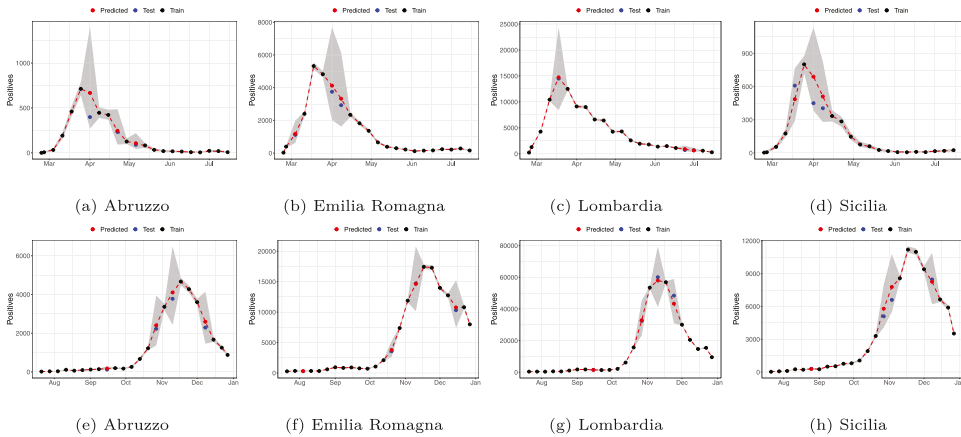 Predicted Test Train
Predicted Test Train
Predicted Test Train
Predicted Test Train
Positives
1000
500
0
Mar Apr May Jun Jul
Positives
8000
6000
4000
2000
0
Mar Apr May Jun Jul
Positives
25000
20000
15000
10000
5000
0
Mar Apr May Jun Jul
Positives
900
600
300
0
Mar Apr May Jun Jul
(a) Abruzzo
(b) Emilia Romagna
(c) Lombardia
(d) Sicilia
Predicted Test Train
Predicted Test Train
Predicted Test Train
Predicted Test Train
Positives
6000
4000
2000
0
Aug Sep Oct Nov Dec Jan
Positives
20000
15000
10000
5000
0
Aug Sep Oct Nov Dec Jan
Positives
80000
60000
40000
20000
0
Aug Sep Oct Nov Dec Jan
Positives
12000
9000
6000
3000
0
Aug Sep Oct Nov Dec Jan
(e) Abruzzo
(f) Emilia Romagna
(g) Lombardia
(h) Sicilia